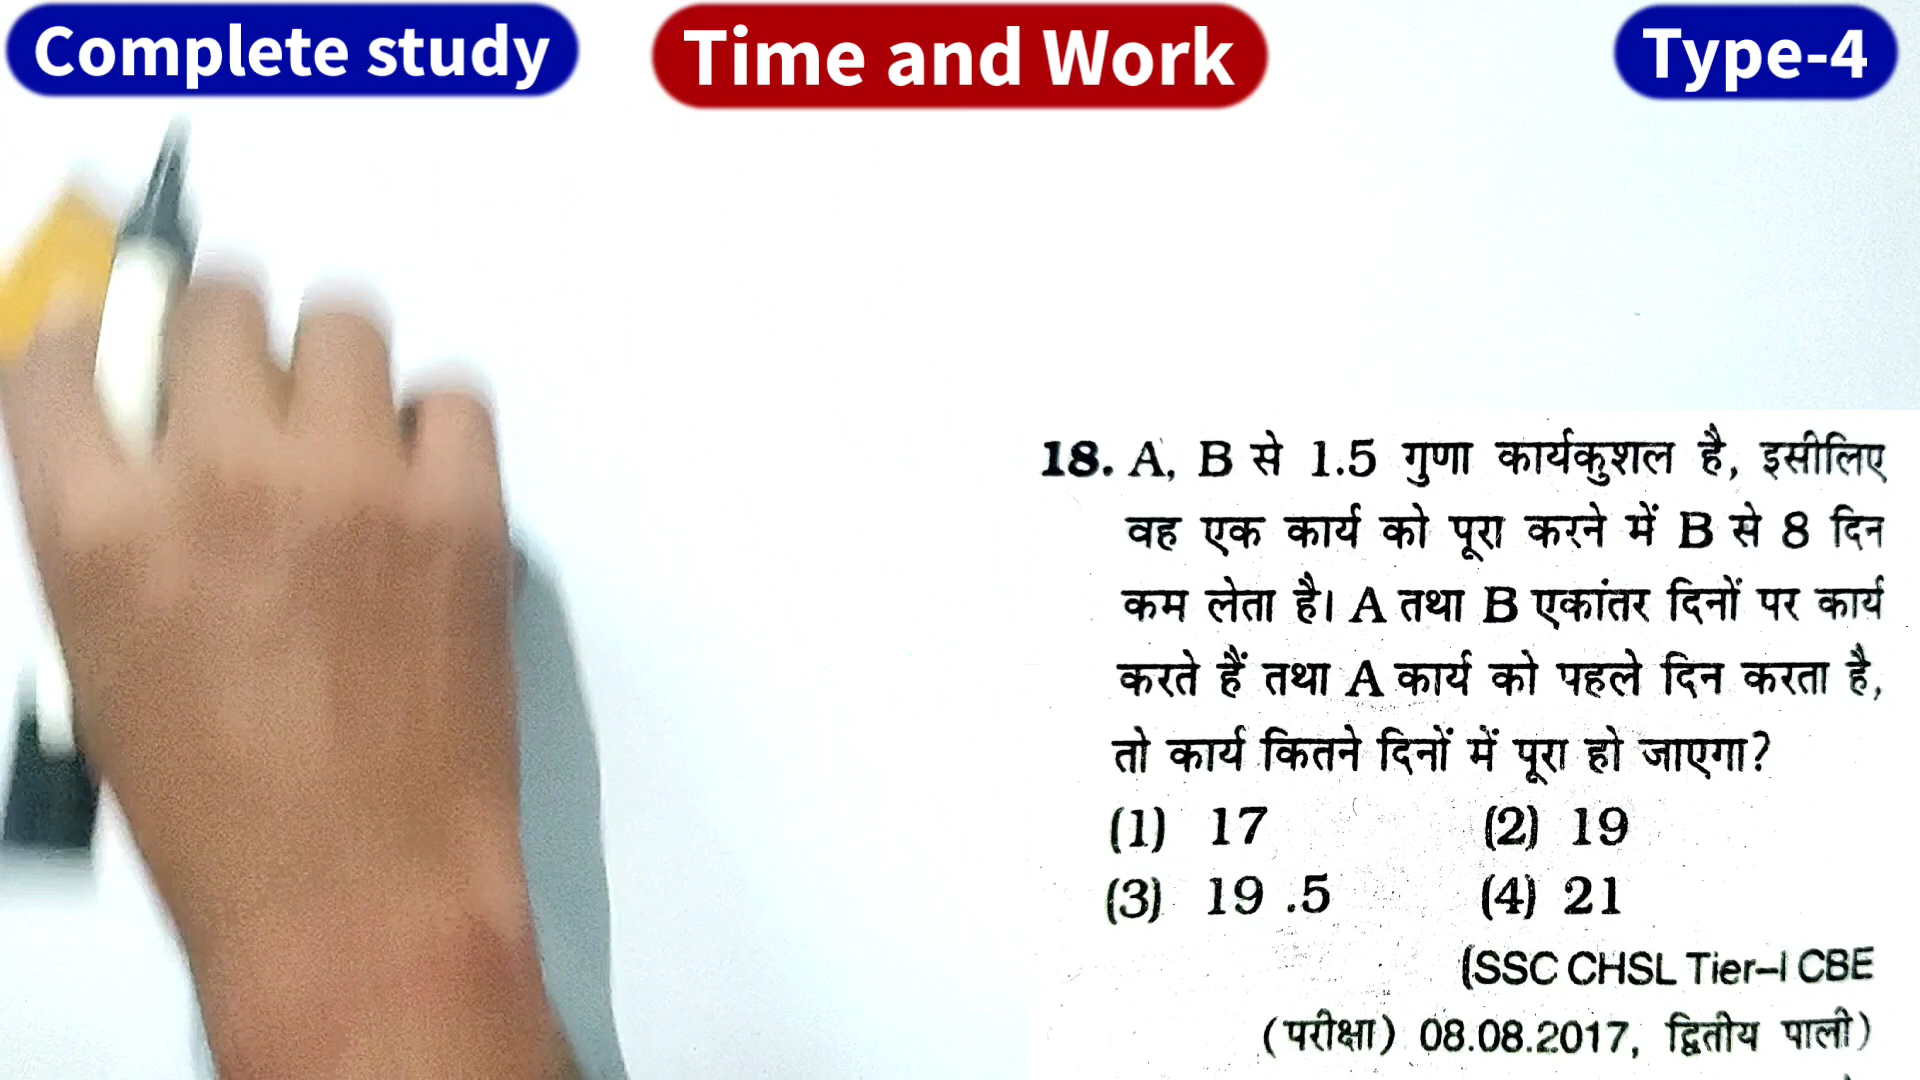 Complete study
Time and Work
Type-4
18. A, B से 1.5 गुणा कार्यकुशल है, इसीलिए
वह एक कार्य को पूरा करने में B से 8 दिन
कम लेता है। A तथा B एकांतर दिनों पर कार्य
करते हैं तथा A कार्य को पहले दिन करता है,
तो कार्य कितने दिनों में पूरा हो जाएगा?
(1) 17 (2) 19
(3) 19 .5 (4) 21
(SSC CHSL Tier–I CBE
(परीक्षा) 08.08.2017, द्वितीय पाली)